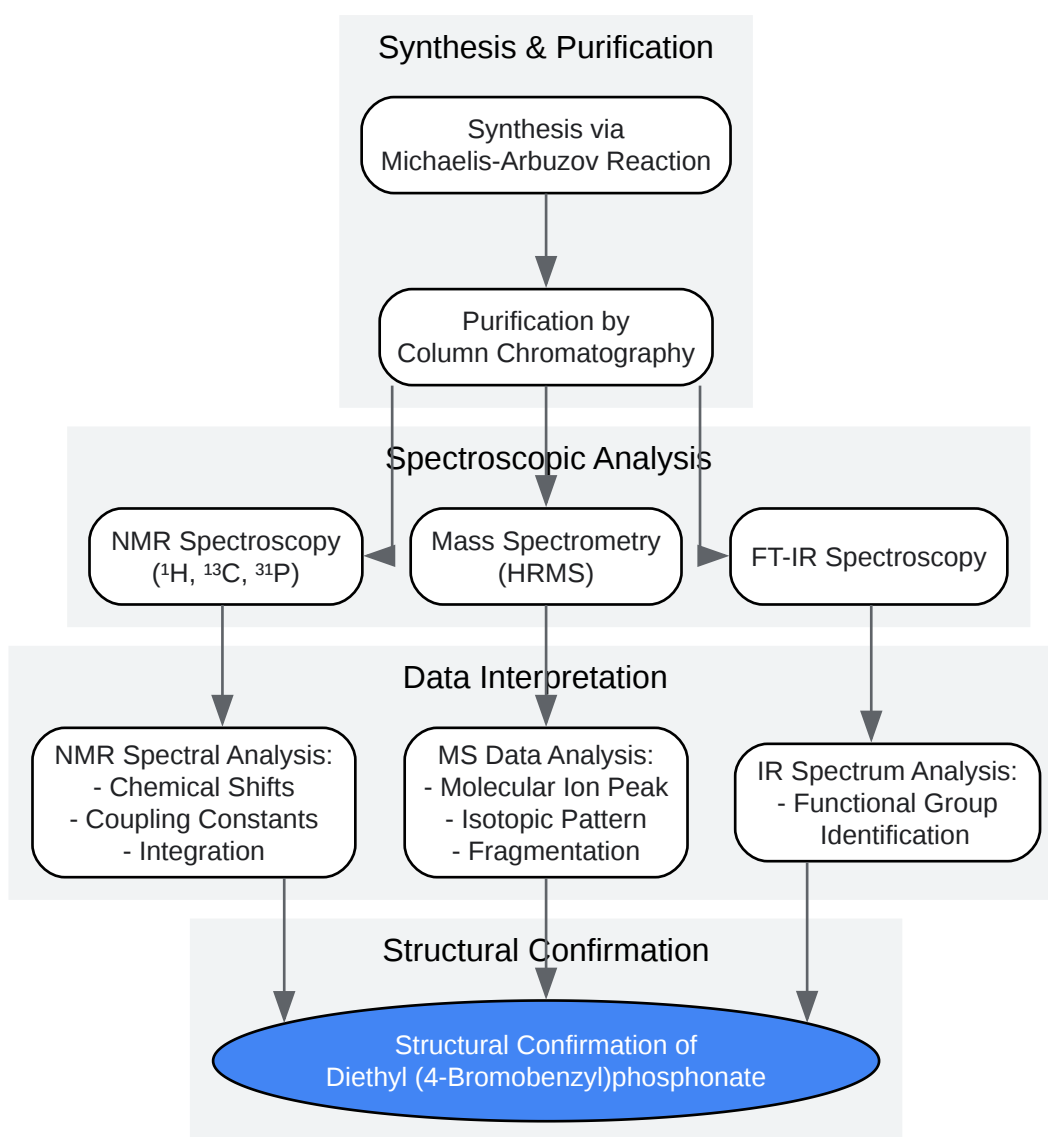 Synthesis & Purification
Synthesis via
Michaelis-Arbuzov Reaction
Purification by
Column Chromatography
Spectroscopic Analysis
NMR Spectroscopy
(¹H, ¹³C, ³¹P)
Mass Spectrometry
(HRMS)
FT-IR Spectroscopy
Data Interpretation
NMR Spectral Analysis:
- Chemical Shifts
- Coupling Constants
- Integration
MS Data Analysis:
- Molecular Ion Peak
- Isotopic Pattern
- Fragmentation
IR Spectrum Analysis:
- Functional Group
Identification
Structural Confirmation
Structural Confirmation of
Diethyl (4-Bromobenzyl)phosphonate